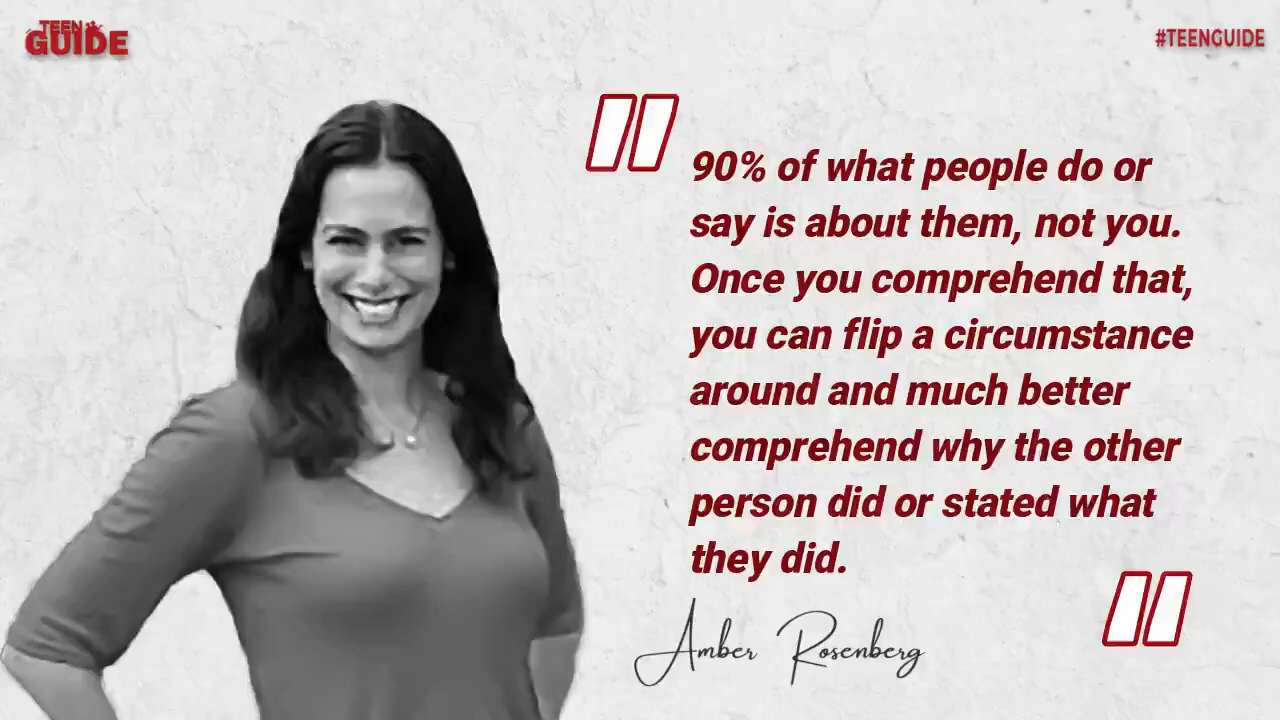 TEEN
GUIDE
#TEENGUIDE
90% of what people do or
say is about them, not you.
Once you comprehend that,
you can flip a circumstance
around and much better
comprehend why the other
person did or stated what
they did.
Amber Rosenberg